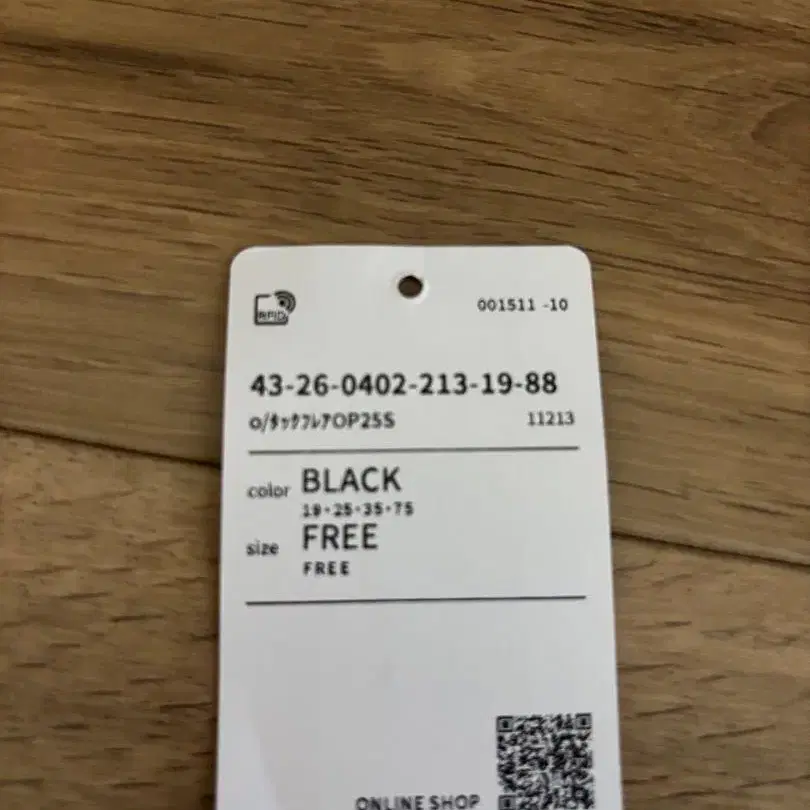 RFID
001511 -10
43-26-0402-213-19-88
o/ﾀｯｸﾌﾚｱOP25S 11213
color BLACK
19・25・35・75
size FREE
FREE
ONLINE SHOP